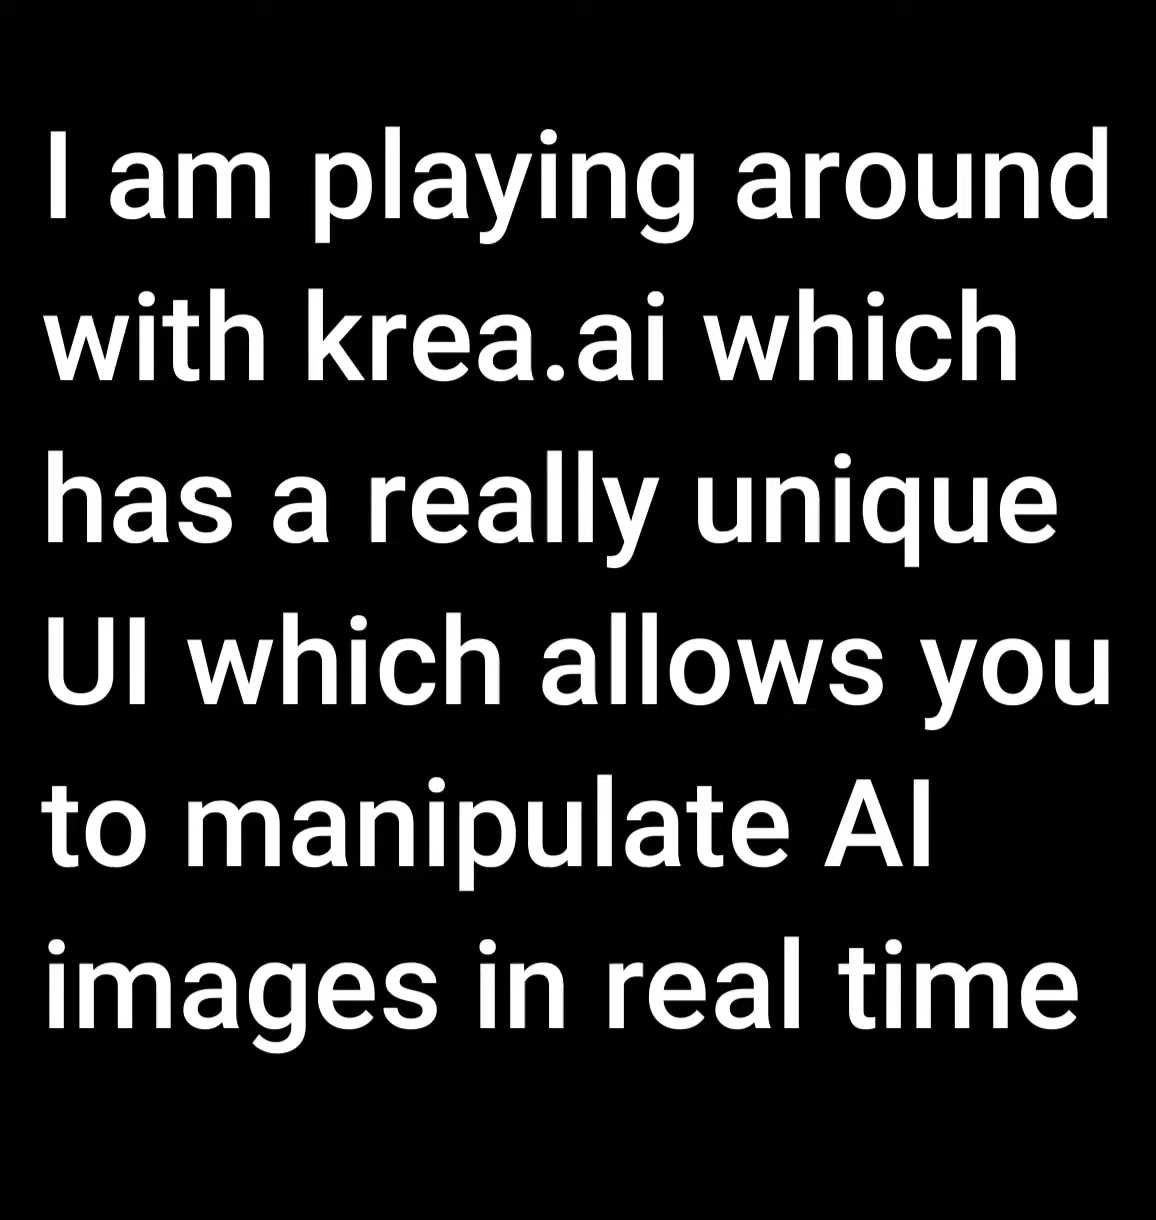 I am playing around
with krea.ai which
has a really unique
UI which allows you
to manipulate AI
images in real time